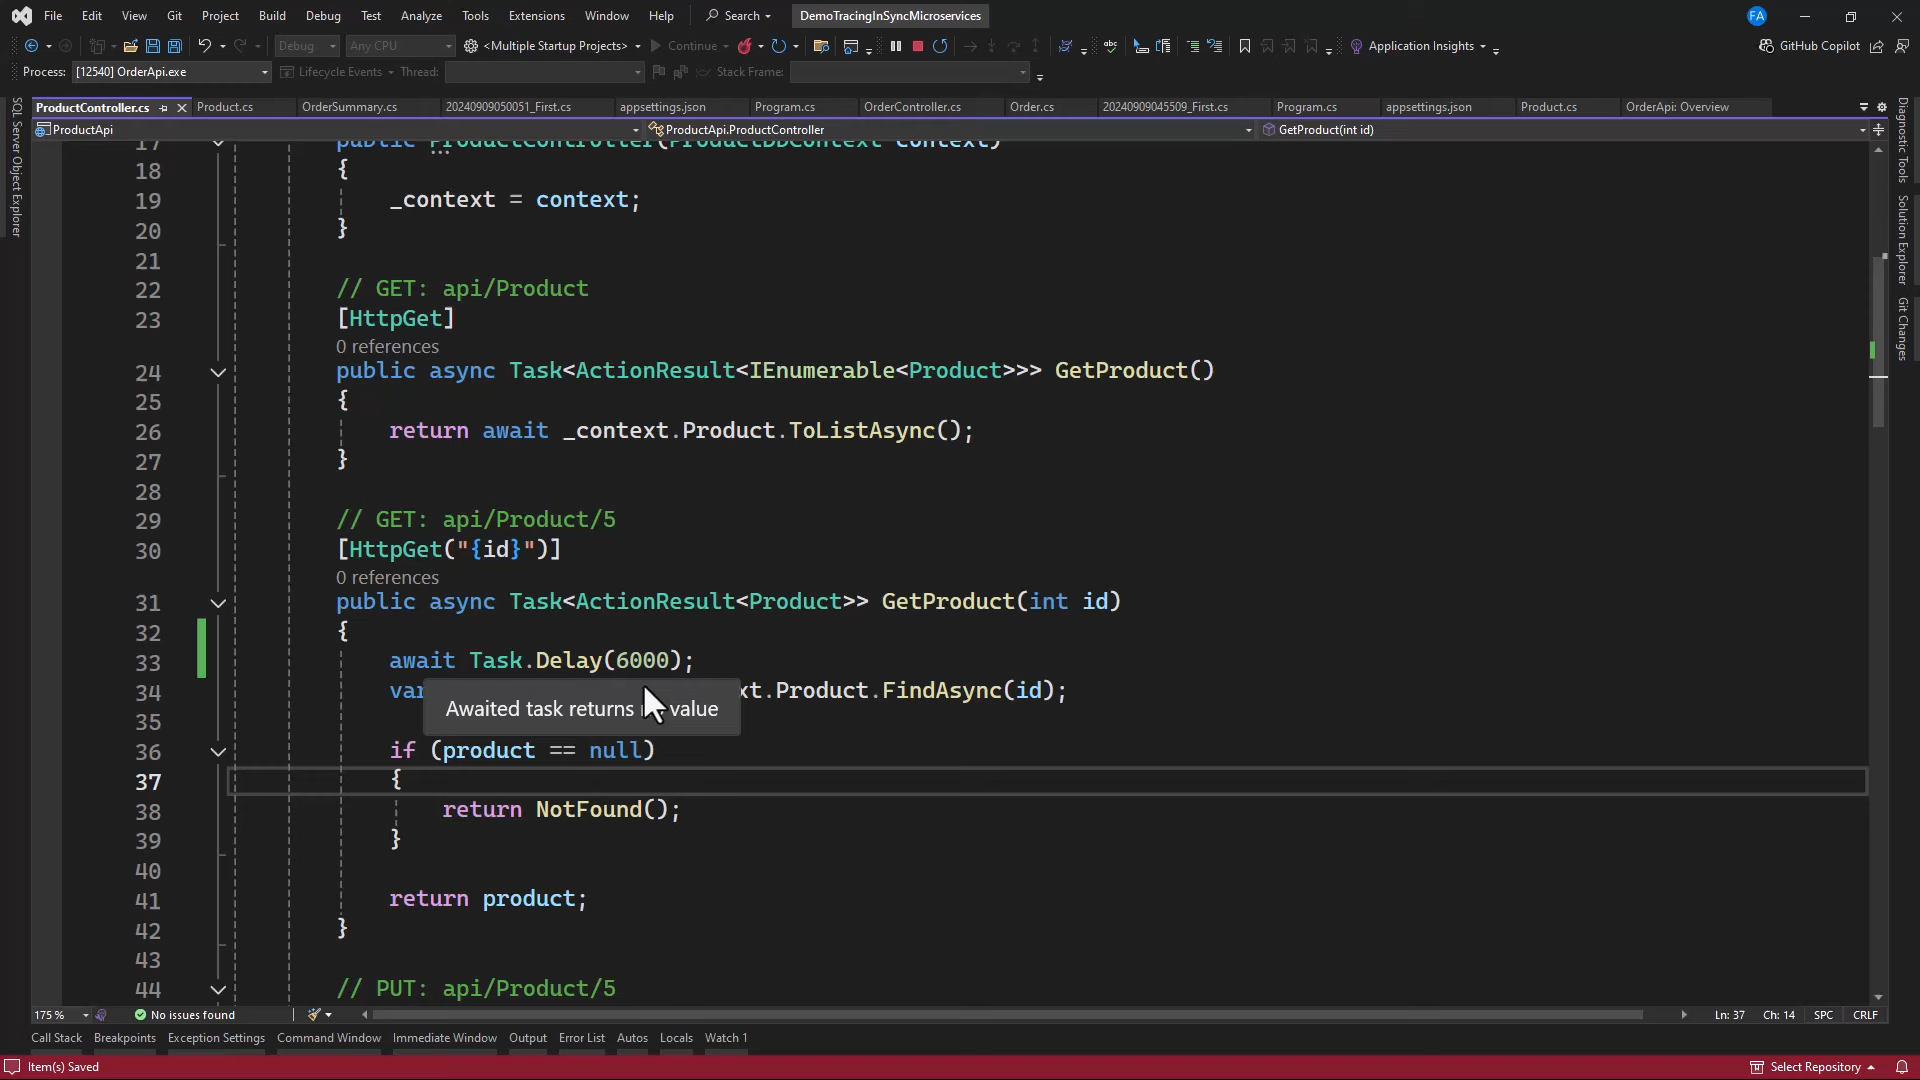 File Edit View Git Project Build Debug Test Analyze Tools Extensions Window Help Search DemoTracingInSyncMicroservices FA
Debug Any CPU <Multiple Startup Projects> Continue Application Insights GitHub Copilot
Process: [12540] OrderApi.exe Lifecycle Events Thread: Stack Frame:
ProductController.cs Product.cs OrderSummary.cs 20240909050051_First.cs appsettings.json Program.cs OrderController.cs Order.cs 20240909045509_First.cs Program.cs appsettings.json Product.cs OrderApi: Overview
ProductApi ProductApi.ProductController GetProduct(int id)
SQL Server Object Explorer
Diagnostic Tools
Solution Explorer
Git Changes
17 public ProductController(ProductDBContext context)
18 {
19 _context = context;
20 }
21
22 // GET: api/Product
23 [HttpGet]
0 references
24 public async Task<ActionResult<IEnumerable<Product>>> GetProduct()
25 {
26 return await _context.Product.ToListAsync();
27 }
28
29 // GET: api/Product/5
30 [HttpGet("{id}")]
0 references
31 public async Task<ActionResult<Product>> GetProduct(int id)
32 {
33 await Task.Delay(6000);
34 var xt.Product.FindAsync(id);
Awaited task returns value
35
36 if (product == null)
37 {
38 return NotFound();
39 }
40
41 return product;
42 }
43
44 // PUT: api/Product/5
175 % No issues found Ln: 37 Ch: 14 SPC CRLF
Call Stack Breakpoints Exception Settings Command Window Immediate Window Output Error List Autos Locals Watch 1
Item(s) Saved Select Repository